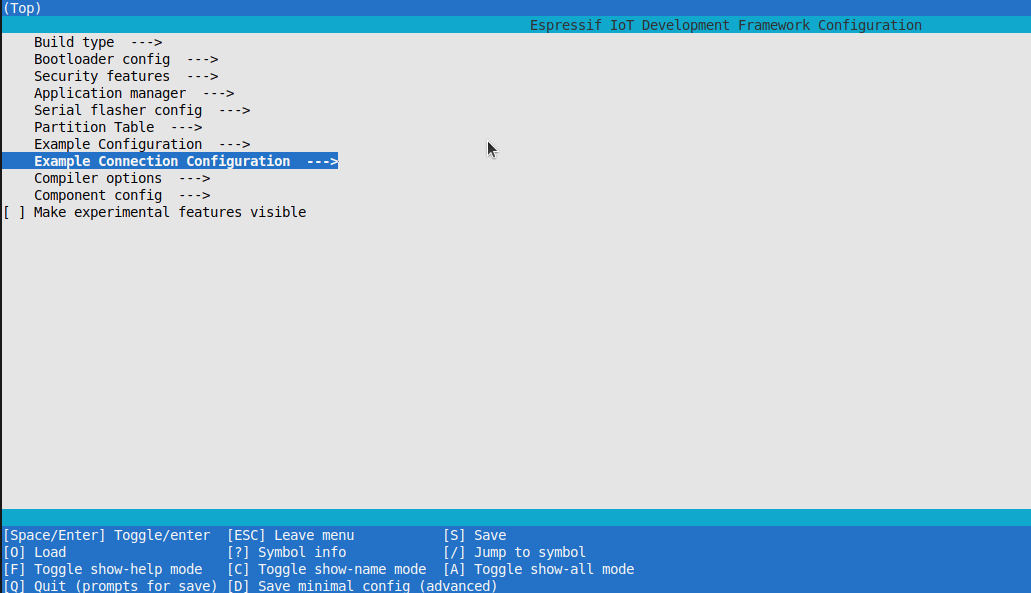 (Top)
Espressif IoT Development Framework Configuration
Build type  --->
Bootloader config  --->
Security features  --->
Application manager  --->
Serial flasher config  --->
Partition Table  --->
Example Configuration  --->
Example Connection Configuration  --->
Compiler options  --->
Component config  --->
[ ] Make experimental features visible
[Space/Enter] Toggle/enter  [ESC] Leave menu           [S] Save
[O] Load                    [?] Symbol info            [/] Jump to symbol
[F] Toggle show-help mode   [C] Toggle show-name mode  [A] Toggle show-all mode
[Q] Quit (prompts for save) [D] Save minimal config (advanced)